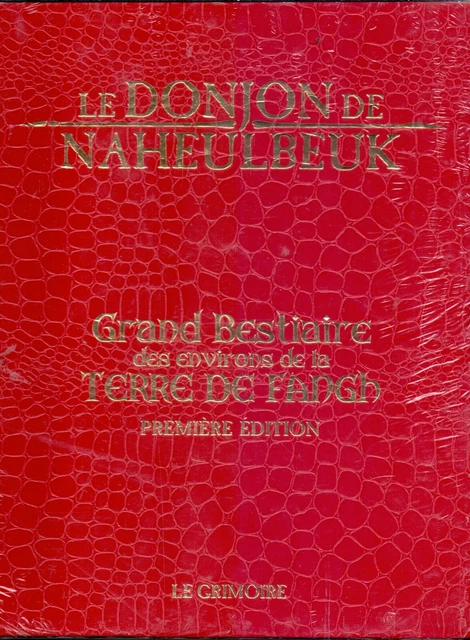 LE DONJON DE
NAHEULBEUK
Grand Bestiaire
des environs de la
TERRE DE FANGH
PREMIÈRE ÉDITION
LE GRIMOIRE